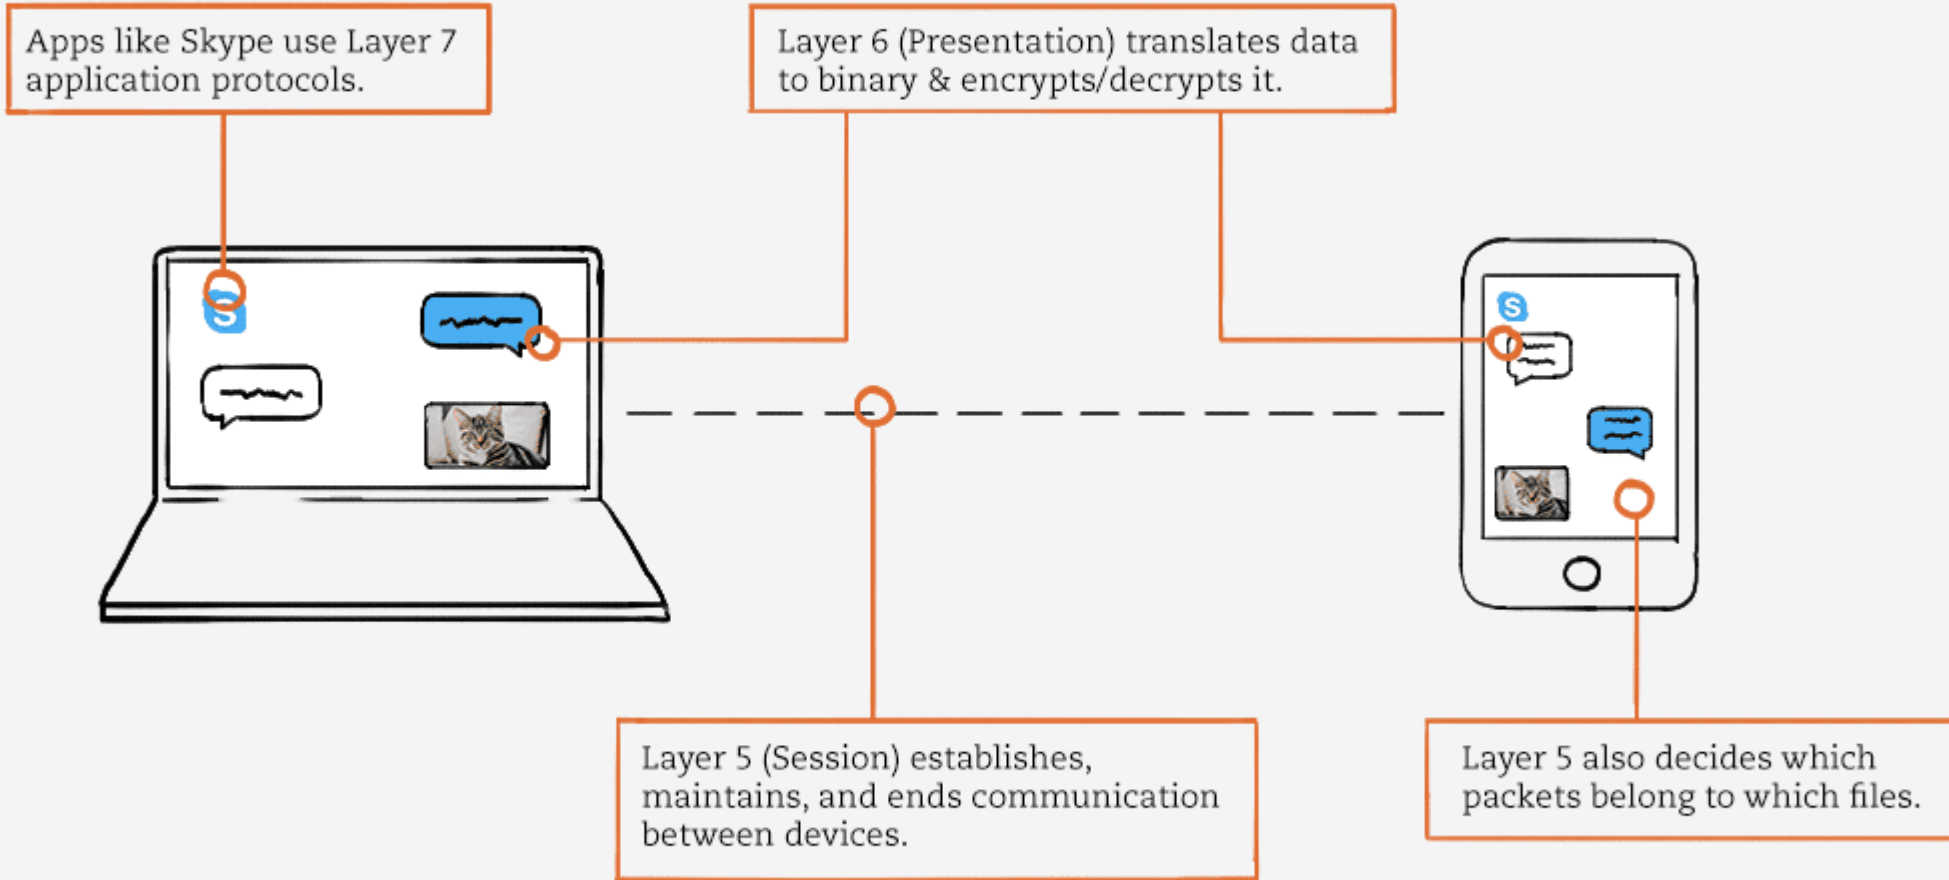 Apps like Skype use Layer 7
application protocols.
Layer 6 (Presentation) translates data
to binary & encrypts/decrypts it.
S
S
Layer 5 (Session) establishes,
maintains, and ends communication
between devices.
Layer 5 also decides which
packets belong to which files.